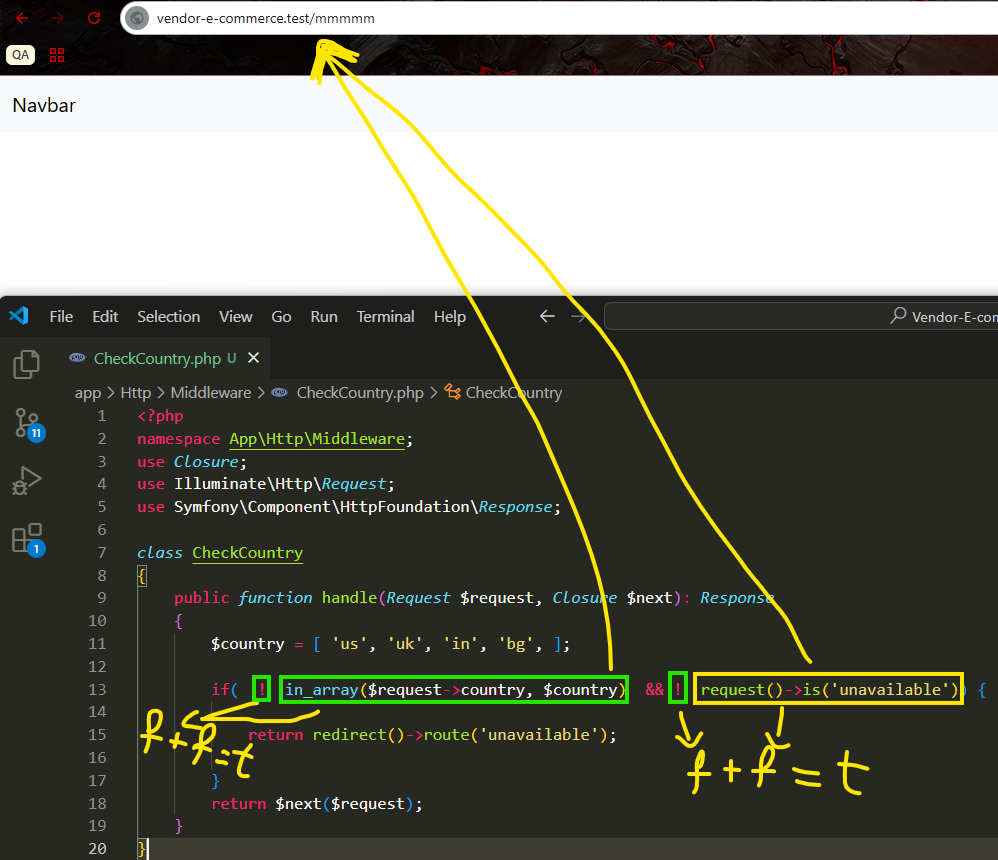 vendor-e-commerce.test/mmmmm
QA
Navbar
File Edit Selection View Go Run Terminal Help Vendor-E-com
CheckCountry.php U
app > Http > Middleware > CheckCountry.php > CheckCountry
1 <?php
2 namespace App\Http\Middleware;
3 use Closure;
4 use Illuminate\Http\Request;
5 use Symfony\Component\HttpFoundation\Response;
6
7 class CheckCountry
8 {
9 public function handle(Request $request, Closure $next): Response
10 {
11 $country = [ 'us', 'uk', 'in', 'bg', ];
12
13 if( ! in_array($request->country, $country) && ! request()->is('unavailable')) {
14
15 return redirect()->route('unavailable');
16
17 }
18 return $next($request);
19 }
20 }
11
1
f + f = t
f + f = t